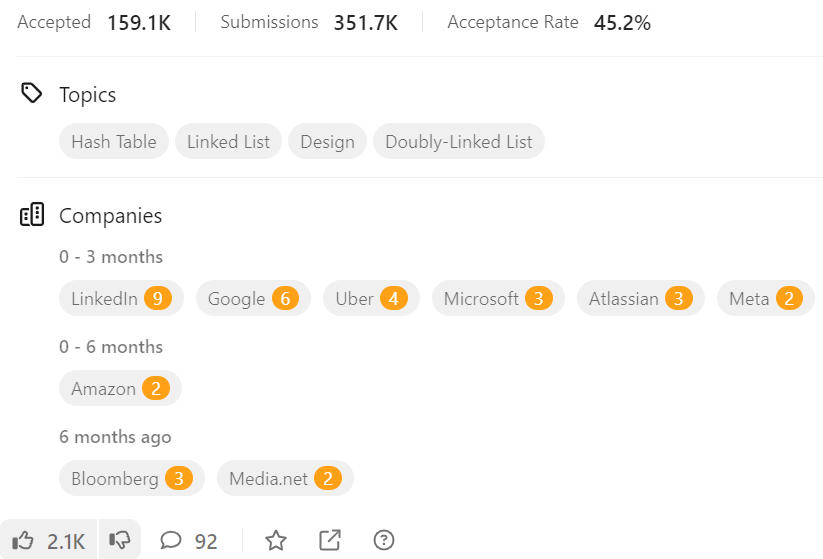 Accepted 159.1K Submissions 351.7K Acceptance Rate 45.2%
Topics
Hash Table Linked List Design Doubly-Linked List
Companies
0 - 3 months
LinkedIn 9 Google 6 Uber 4 Microsoft 3 Atlassian 3 Meta 2
0 - 6 months
Amazon 2
6 months ago
Bloomberg 3 Media.net 2
2.1K 92